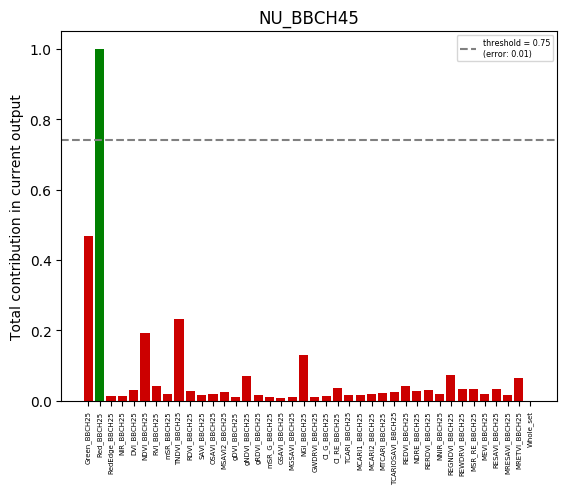 NU_BBCH45
threshold = 0.75
(error: 0.01)
Total contribution in current output
1.0
0.8
0.6
0.4
0.2
0.0
Green_BBCH25
Red_BBCH25
RedEdge_BBCH25
NIR_BBCH25
DVI_BBCH25
NDVI_BBCH25
RVI_BBCH25
mSR_BBCH25
TNDVI_BBCH25
RDVI_BBCH25
SAVI_BBCH25
OSAVI_BBCH25
MSAVI2_BBCH25
gDVI_BBCH25
gNDVI_BBCH25
gRDVI_BBCH25
mSR_G_BBCH25
GSAVI_BBCH25
MGSAVI_BBCH25
NGI_BBCH25
GWDRVI_BBCH25
CI_G_BBCH25
CI_RE_BBCH25
TCARI_BBCH25
MCARI1_BBCH25
MCARI2_BBCH25
MTCARI_BBCH25
TCARIOSAVI_BBCH25
REDVI_BBCH25
NDRE_BBCH25
RERDVI_BBCH25
NNIR_BBCH25
REGNDVI_BBCH25
REWDRVI_BBCH25
MSR_RE_BBCH25
MEVI_BBCH25
RESAVI_BBCH25
MRESAVI_BBCH25
MRETVI_BBCH25
Whole_set